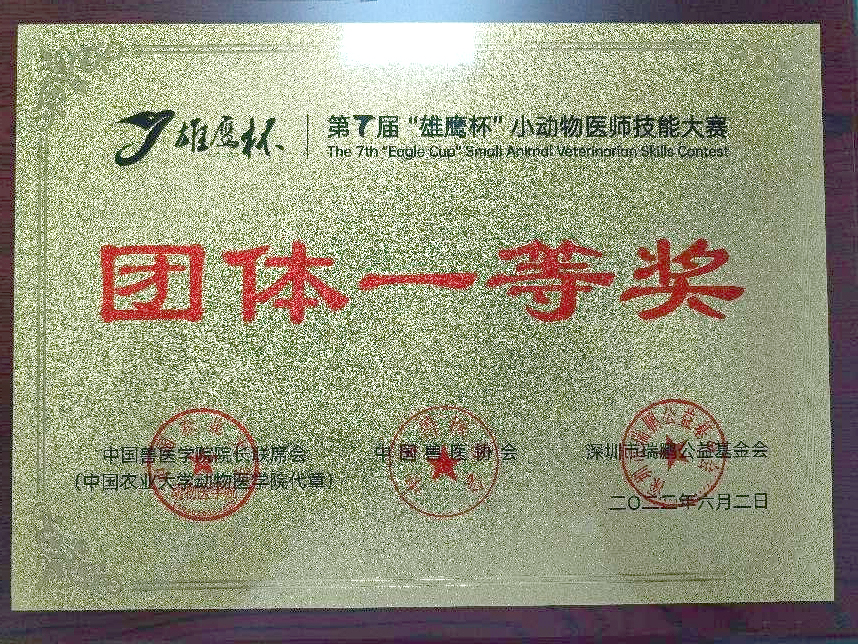 雄鹰杯
第7届“雄鹰杯”小动物医师技能大赛
The 7th "Eagle Cup" Small Animal Veterinarian Skills Contest
团体一等奖
中国兽医学院院长联席会
(中国农业大学动物医学院代章)
中国兽医协会
深圳市瑞鹏公益基金会
二〇二二年六月二日